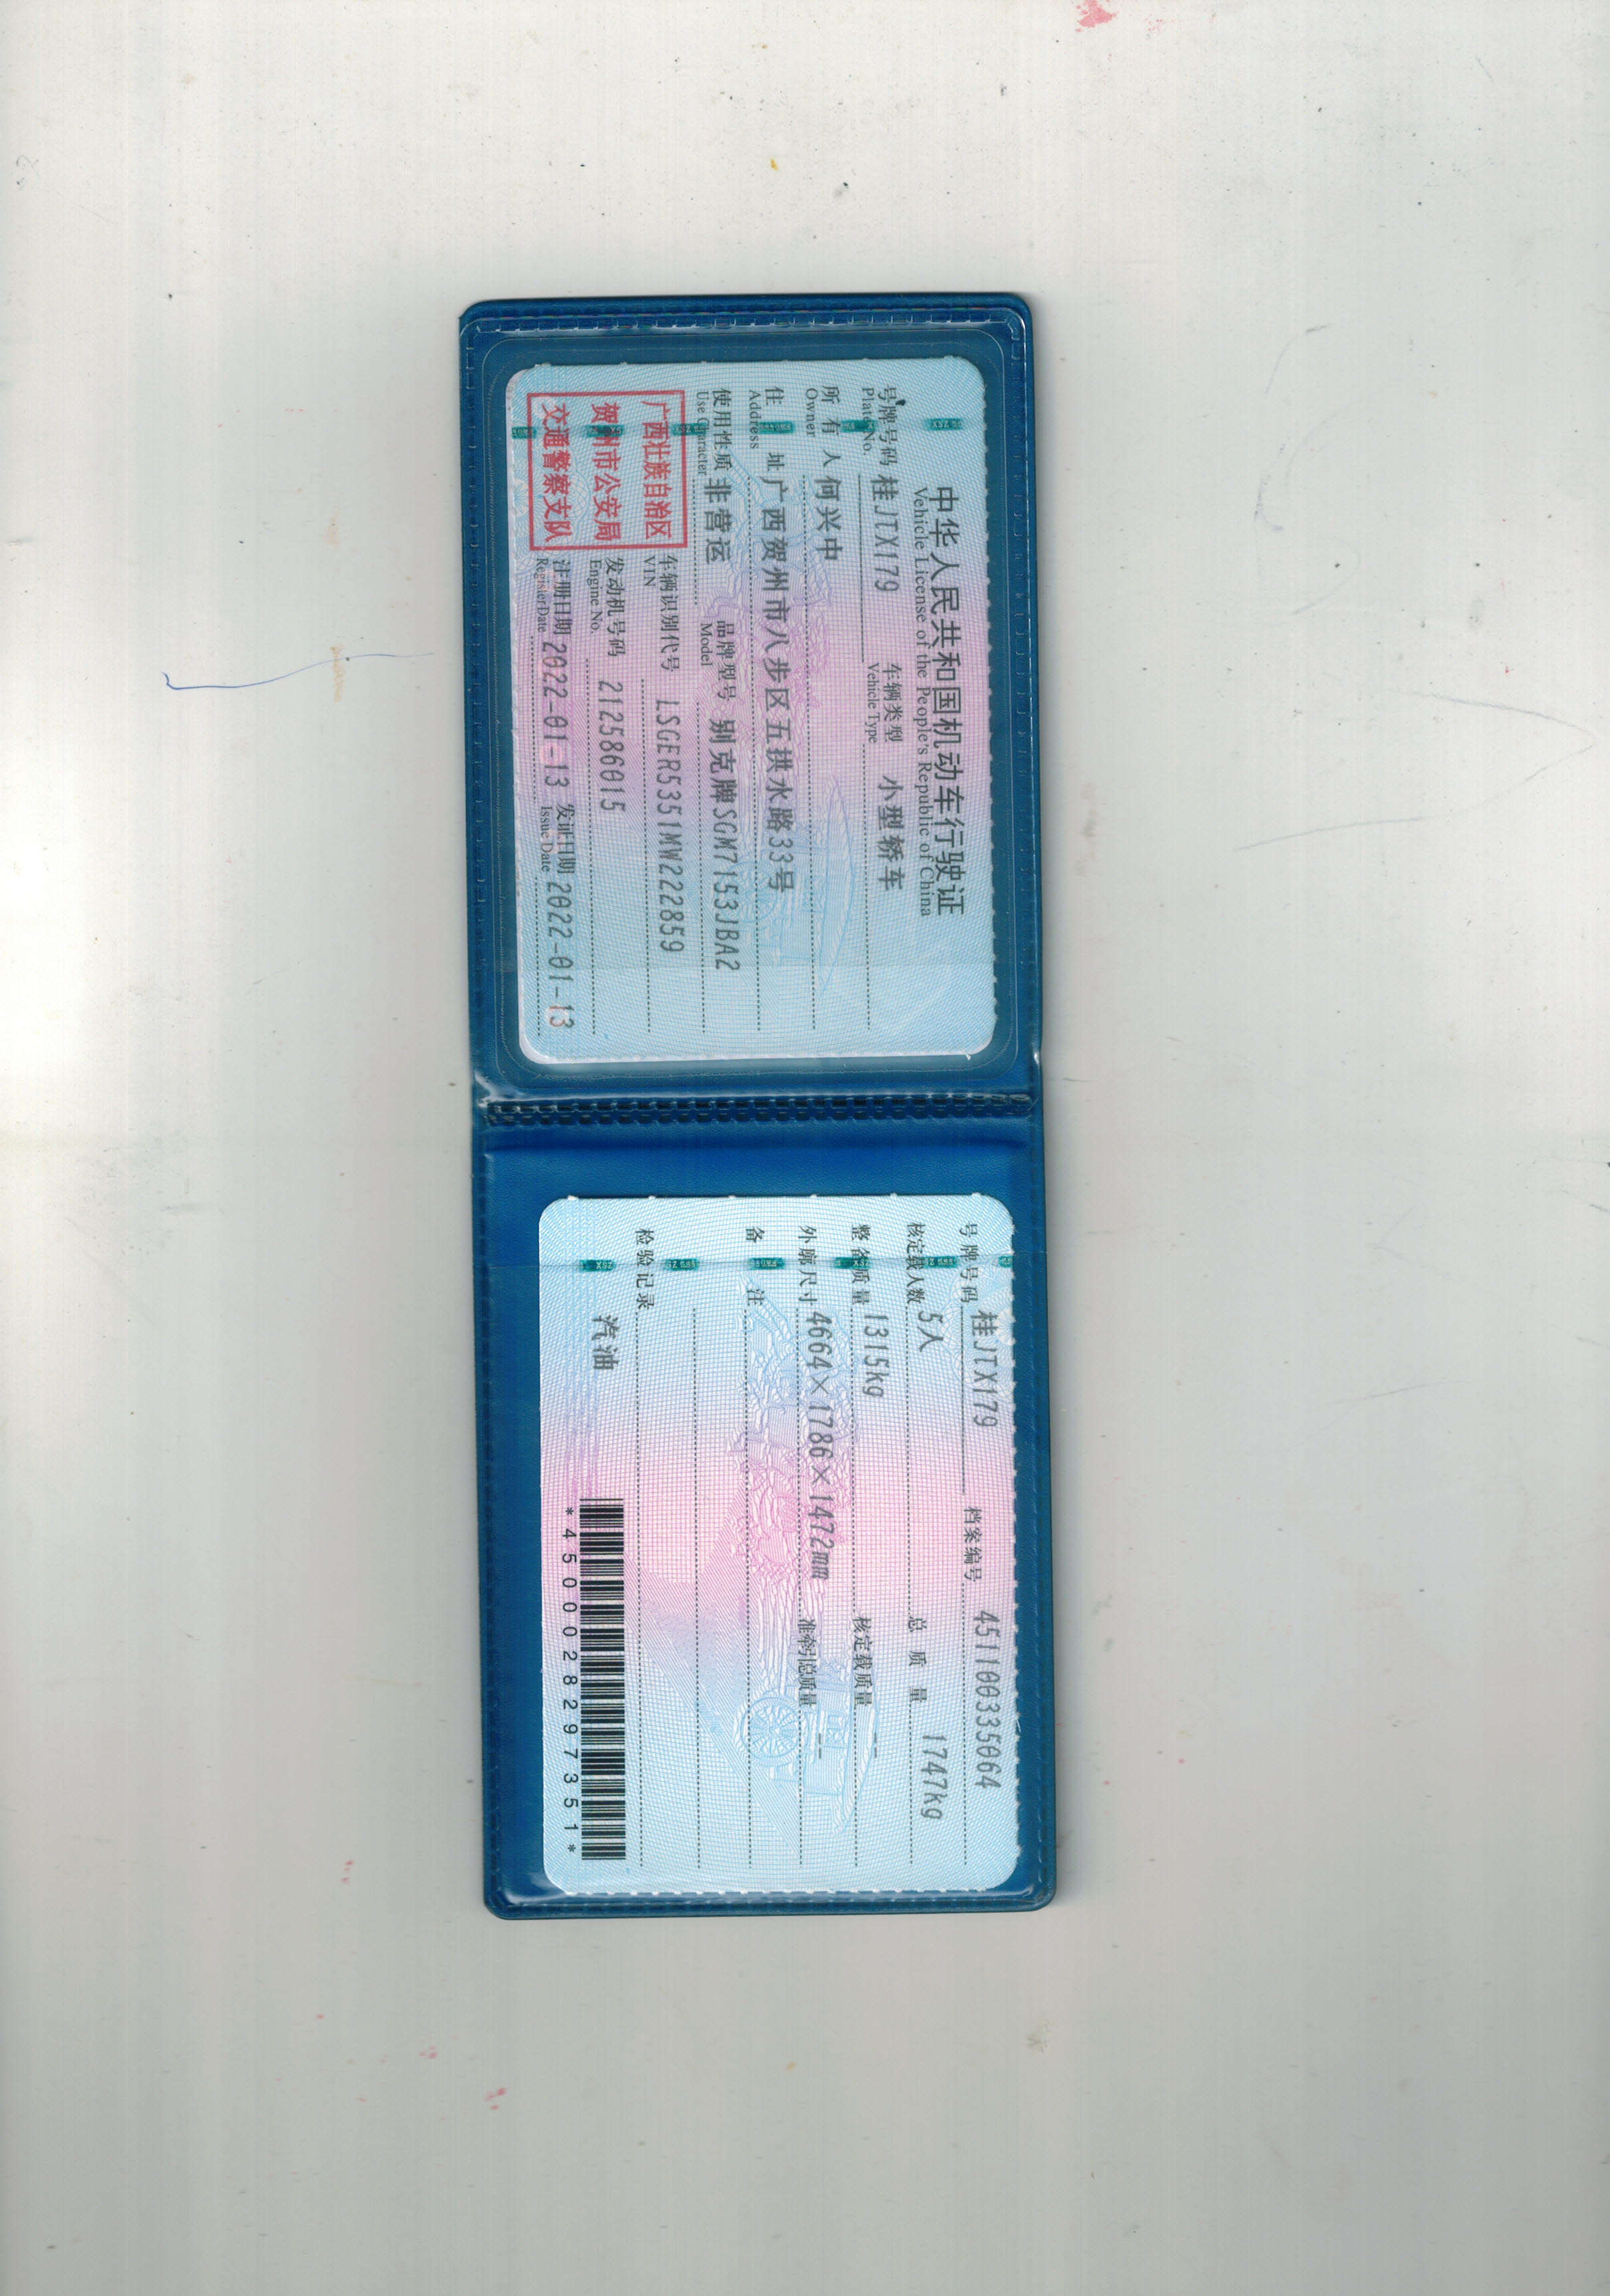 中华人民共和国机动车行驶证
Vehicle License of the People's Republic of China
号牌号码 桂JTX179 车辆类型 小型轿车
Plate No. Vehicle Type
所有人 何兴中
Owner
住址 广西贺州市八步区五拱水路33号
Address
使用性质 非营运 品牌型号 别克牌SGM7153JBA2
Use Character Model
广西壮族自治区
贺州市公安局
交通警察支队
车辆识别代号 LSGER5351MW222859
VIN
发动机号码 212586015
Engine No.
注册日期 2022-01-13 发证日期 2022-01-13
Register Date Issue Date
号牌号码 桂JTX179 档案编号 451100335064
核定载人数 5人 总质量 1747kg
整备质量 1315kg 核定载质量 --
外廓尺寸 4664×1786×1472mm 准牵引总质量 --
备注
检验记录
汽油
*4500028297351*